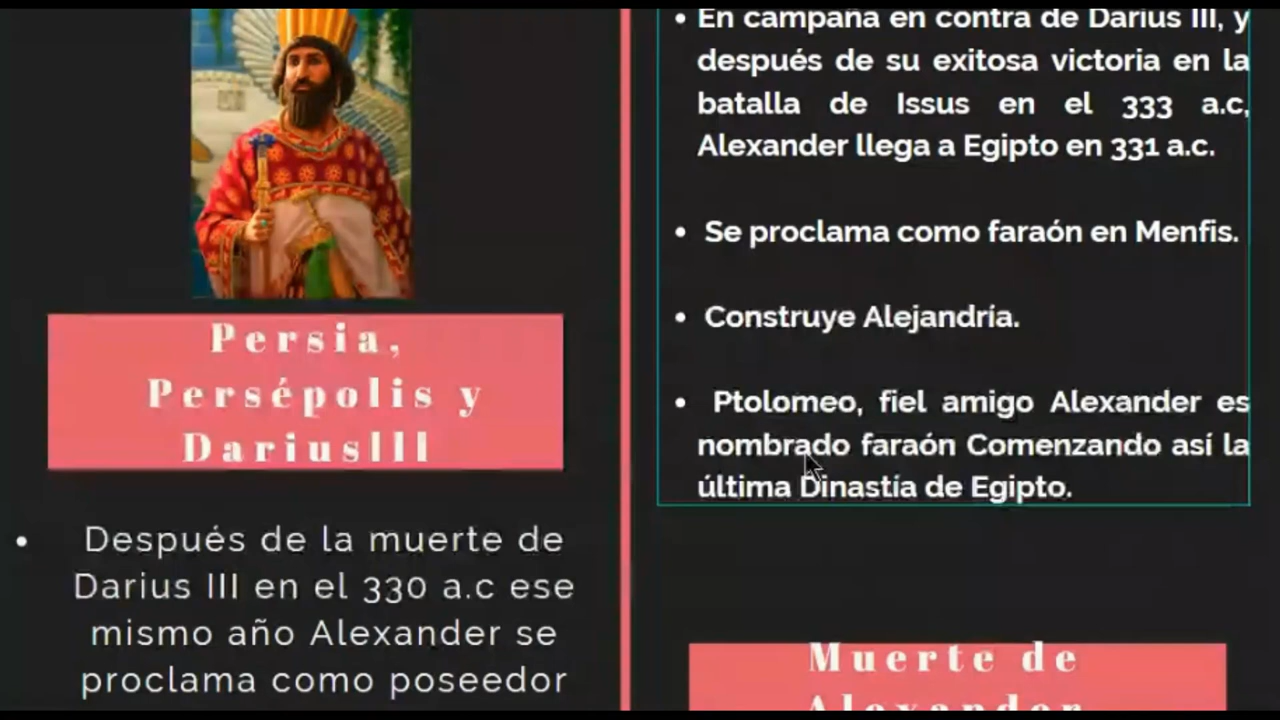 Persia,
Persépolis y
DariusIII
• Después de la muerte de
Darius III en el 330 a.c ese
mismo año Alexander se
proclama como poseedor
• En campaña en contra de Darius III, y
después de su exitosa victoria en la
batalla de Issus en el 333 a.c,
Alexander llega a Egipto en 331 a.c.
• Se proclama como faraón en Menfis.
• Construye Alejandría.
• Ptolomeo, fiel amigo Alexander es
nombrado faraón Comenzando así la
última Dinastía de Egipto.
Muerte de
Alexander